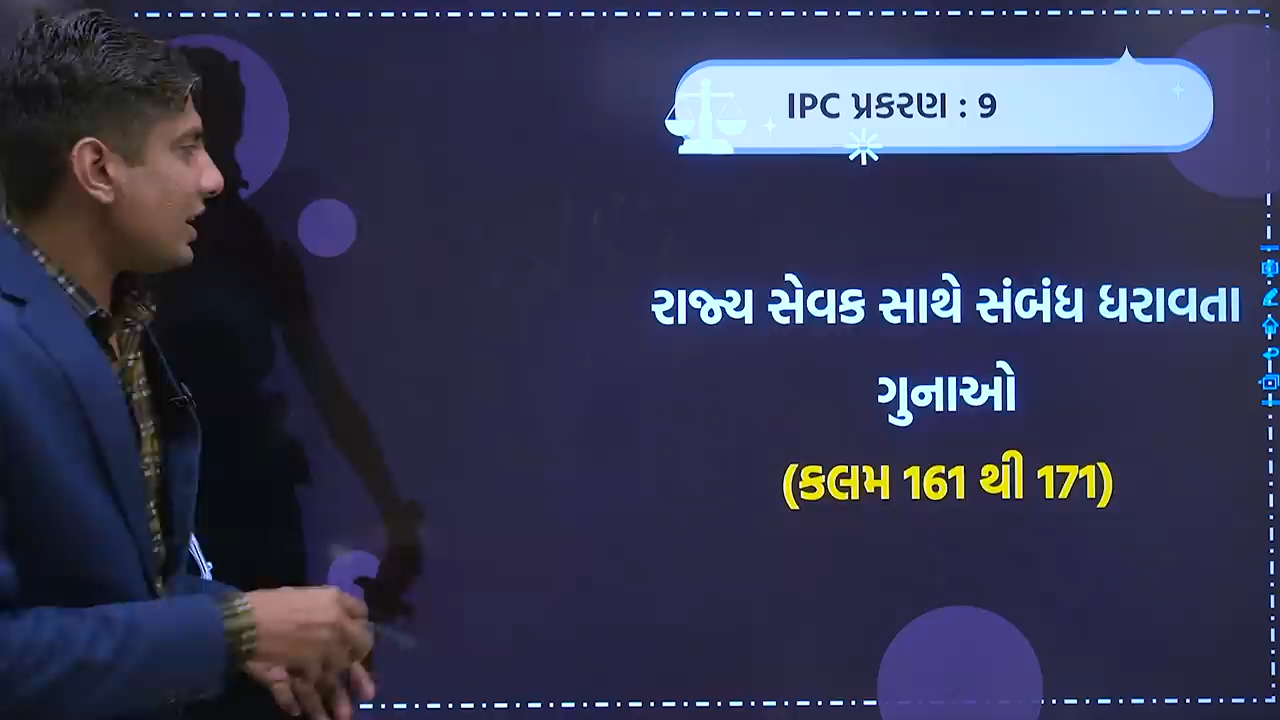 IPC પ્રકરણ : 9
રાજ્ય સેવક સાથે સંબંધ ધરાવતા
ગુનાઓ
(કલમ 161 થી 171)